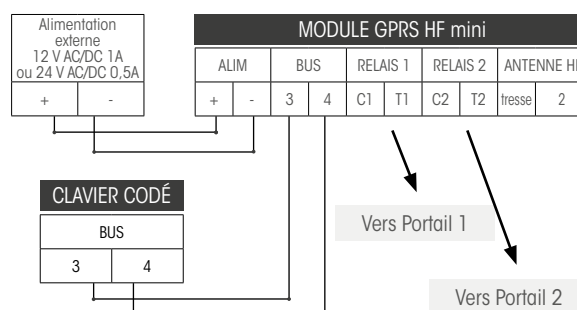 Alimentation
externe
12 V AC/DC 1A
ou 24 V AC/DC 0,5A
+ -
MODULE GPRS HF mini
ALIM BUS RELAIS 1 RELAIS 2 ANTENNE HF
+ - 3 4 C1 T1 C2 T2 tresse 2
CLAVIER CODÉ
BUS
3 4
Vers Portail 1
Vers Portail 2